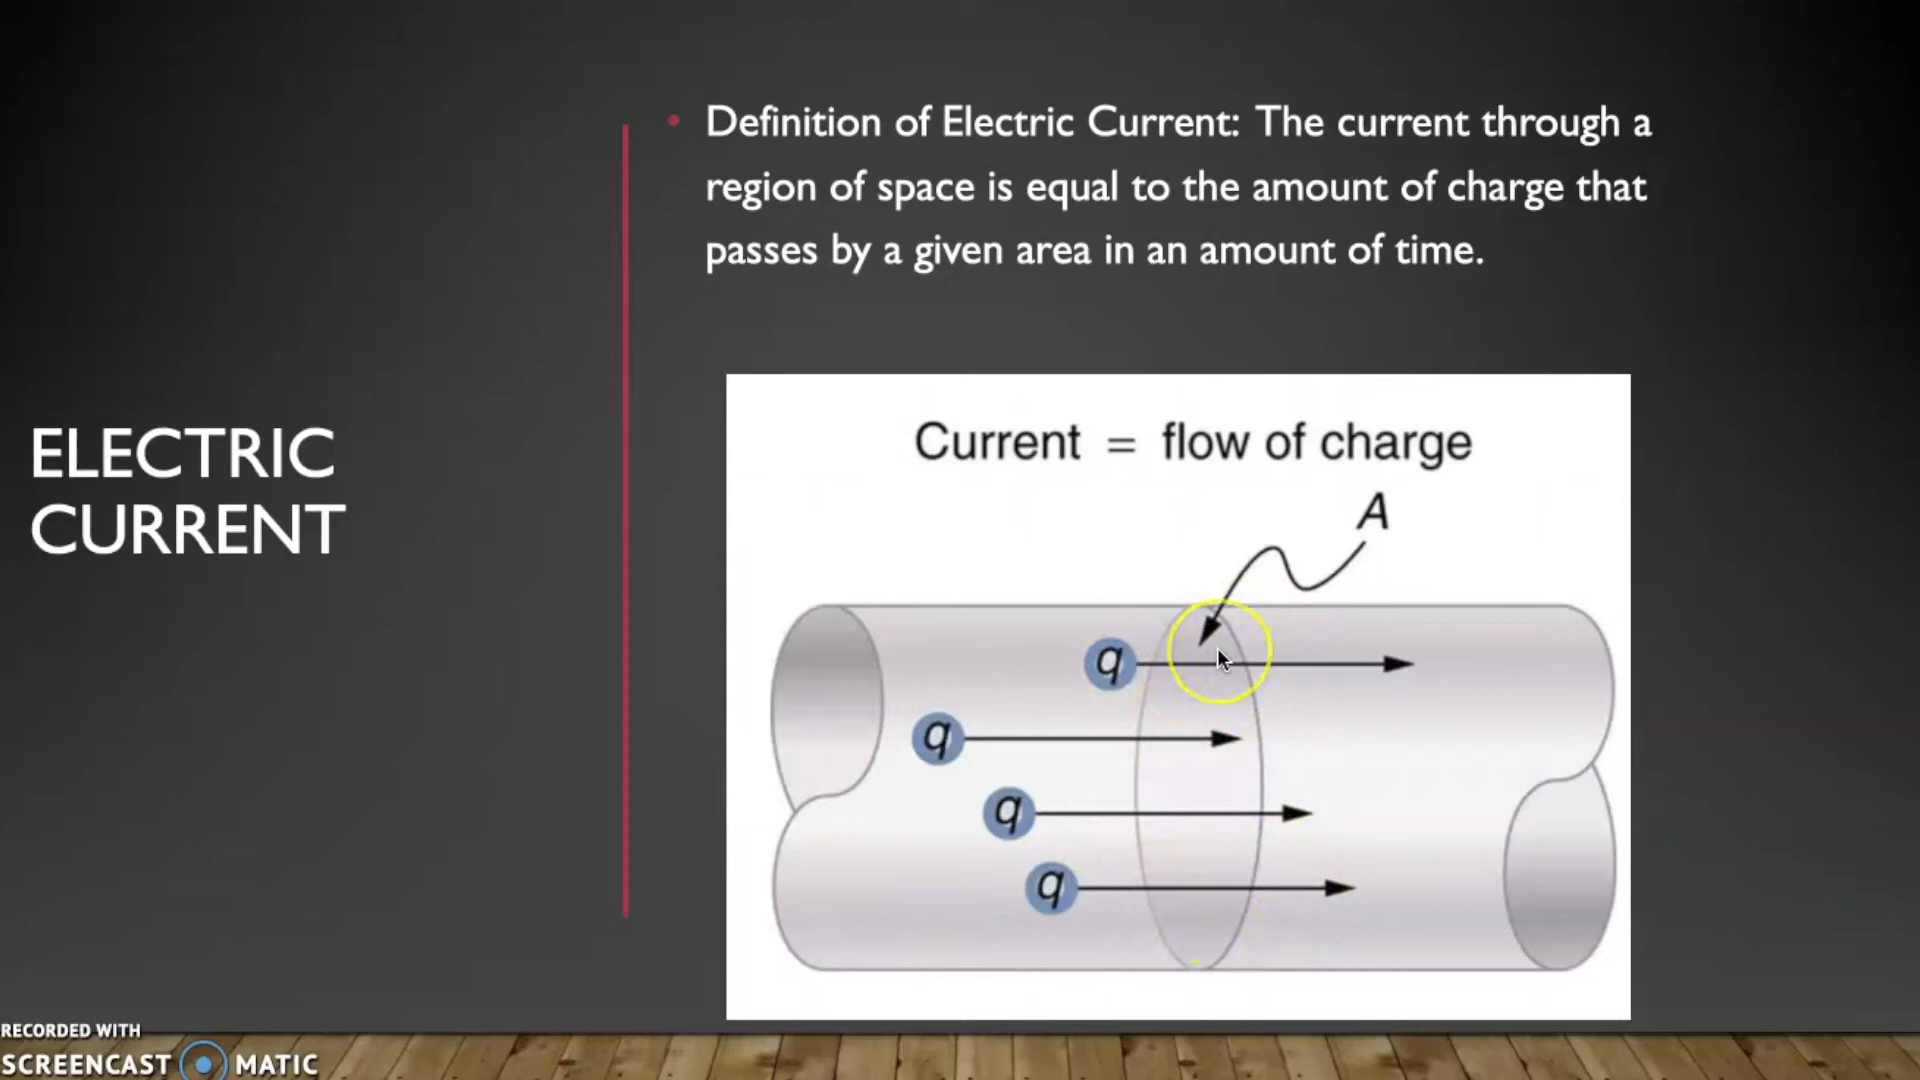 Definition of Electric Current: The current through a
region of space is equal to the amount of charge that
passes by a given area in an amount of time.
ELECTRIC
CURRENT
Current = flow of charge
A
q
q
q
q
RECORDED WITH
SCREENCAST MATIC